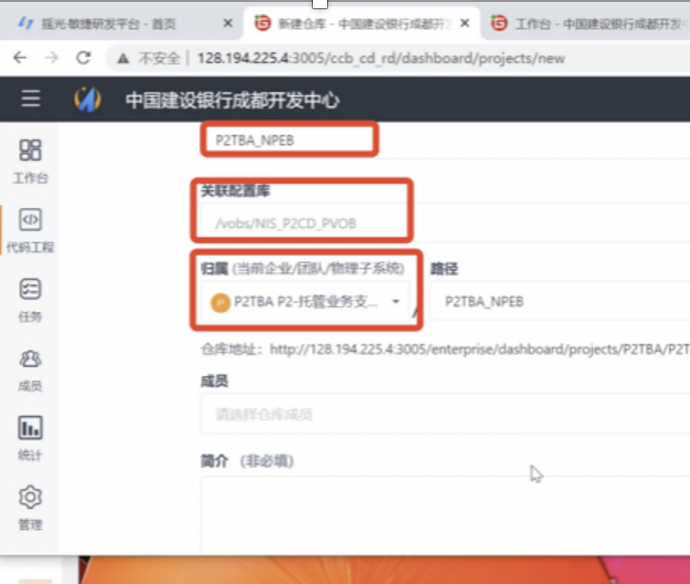 摇光-敏捷研发平台 - 首页
新建仓库 - 中国建设银行成都开发
工作台 - 中国建设银行成都开发
不安全
128.194.225.4:3005/ccb_cd_rd/dashboard/projects/new
中国建设银行成都开发中心
P2TBA_NPEB
工作台
关联配置库
/vobs/NIS_P2CD_PVOB
代码工程
归属 (当前企业/团队/物理子系统)
路径
P P2TBA P2-托管业务支... /
P2TBA_NPEB
任务
仓库地址：http://128.194.225.4:3005/enterprise/dashboard/projects/P2TBA/P2T
成员
成员
请选择仓库成员
统计
简介 （非必填）
管理